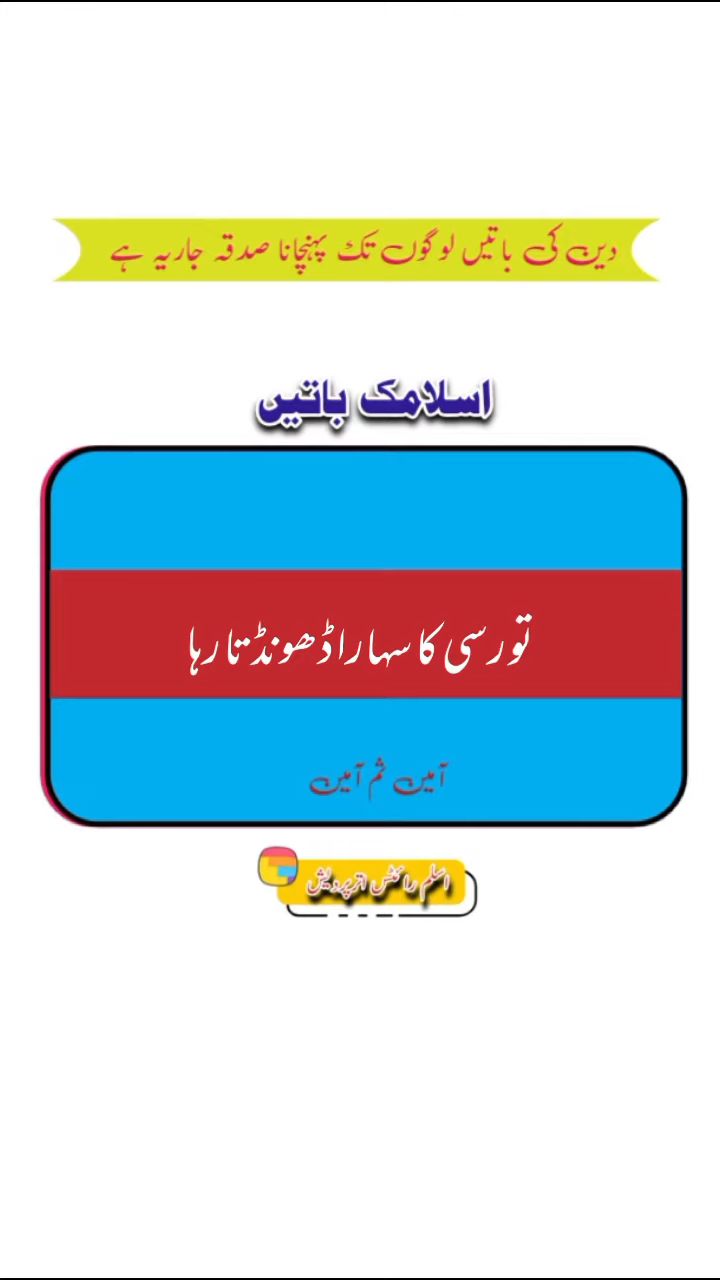 دین کی باتیں لوگوں تک پہنچانا صدقہ جاریہ ہے
اسلامک باتیں
تو رسی کا سہارا ڈھونڈتا رہا
آمین ثم آمین
اسلم رائٹس اترپردیش